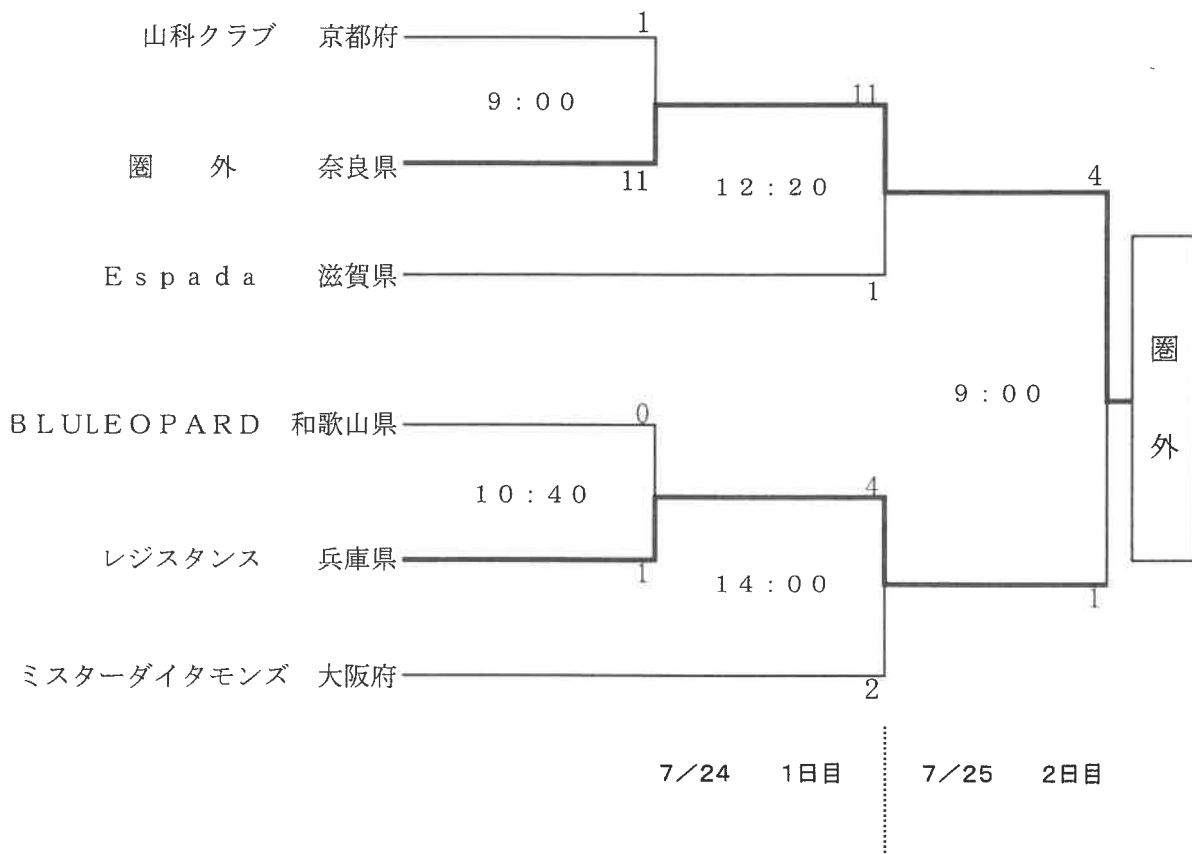 山科クラブ 京都府 1
9:00
11
圏 外 奈良県 11
12:20
4
Espada 滋賀県 1
圏外
9:00
BLULEOPARD 和歌山県 0
10:40
4
レジスタンス 兵庫県 1
14:00
1
ミスターダイタモンズ 大阪府 2
7/24 1日目 7/25 2日目